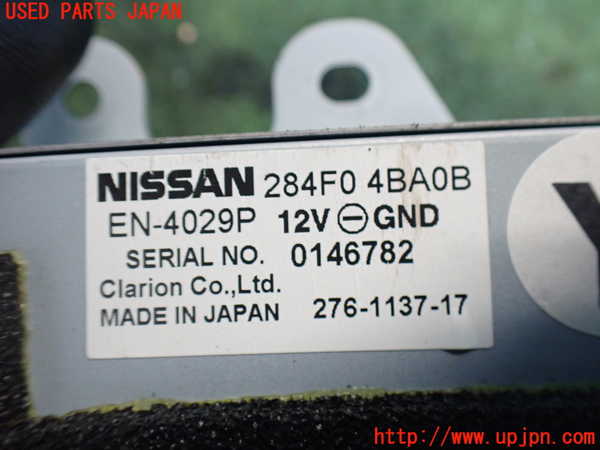 USED PARTS JAPAN
NISSAN 284F0 4BA0B
EN-4029P 12V ⊖ GND
SERIAL NO. 0146782
Clarion Co.,Ltd.
MADE IN JAPAN 276-1137-17
http://www.upjpn.com/